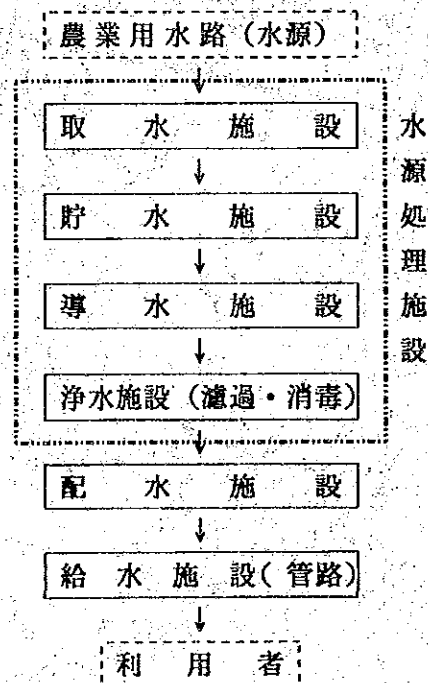 農業用水路(水源)
取水施設
貯水施設
導水施設
浄水施設(濾過・消毒)
水源処理施設
配水施設
給水施設(管路)
利用者